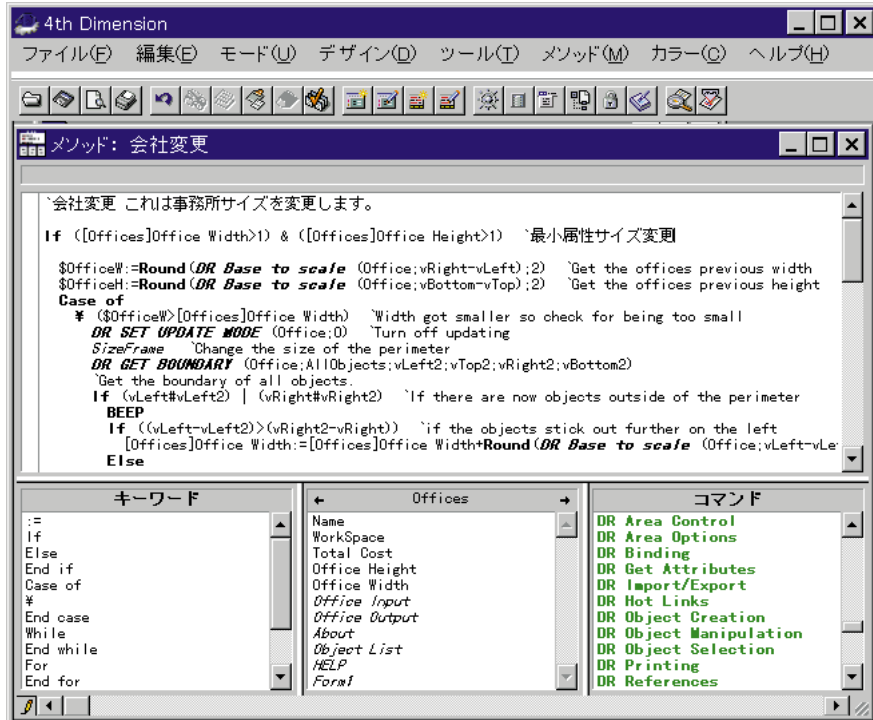 4th Dimension
ファイル(F) 編集(E) モード(U) デザイン(D) ツール(T) メソッド(M) カラー(C) ヘルプ(H)
メソッド: 会社変更
`会社変更 これは事務所サイズを変更します。
If ([Offices]Office Width>1) & ([Offices]Office Height>1) `最小属性サイズ変更
$OfficeW:=Round(DR Base to scale (Office;vRight-vLeft);2) `Get the offices previous width
$OfficeH:=Round(DR Base to scale (Office;vBottom-vTop);2) `Get the offices previous height
Case of
¥ ($OfficeW>[Offices]Office Width) `Width got smaller so check for being too small
DR SET UPDATE MODE (Office;0) `Turn off updating
SizeFrame `Change the size of the perimeter
DR GET BOUNDARY (Office;AllObjects;vLeft2;vTop2;vRight2;vBottom2)
`Get the boundary of all objects.
If (vLeft#vLeft2) | (vRight#vRight2) `If there are now objects outside of the perimeter
BEEP
If ((vLeft-vLeft2)>(vRight2-vRight)) `if the objects stick out further on the left
[Offices]Office Width:=[Offices]Office Width+Round(DR Base to scale (Office;vLeft-vLe
Else
キーワード
:=
If
Else
End if
Case of
¥
End case
While
End while
For
End for
← Offices →
Name
WorkSpace
Total Cost
Office Height
Office Width
Office Input
Office Output
About
Object List
HELP
Form1
コマンド
DR Area Control
DR Area Options
DR Binding
DR Get Attributes
DR Import/Export
DR Hot Links
DR Object Creation
DR Object Manipulation
DR Object Selection
DR Printing
DR References